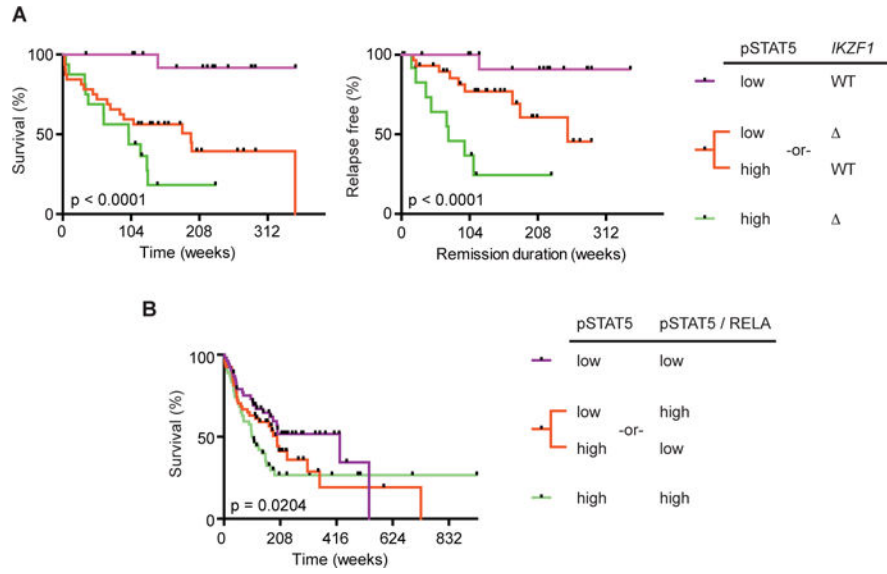 A
100
50
0
Survival (%)
p < 0.0001
0 104 208 312
Time (weeks)
100
50
0
Relapse free (%)
p < 0.0001
0 104 208 312
Remission duration (weeks)
pSTAT5 IKZF1
low WT
low Δ
-or-
high WT
high Δ
B
100
50
0
Survival (%)
p = 0.0204
0 208 416 624 832
Time (weeks)
pSTAT5 pSTAT5 / RELA
low low
low high
-or-
high low
high high